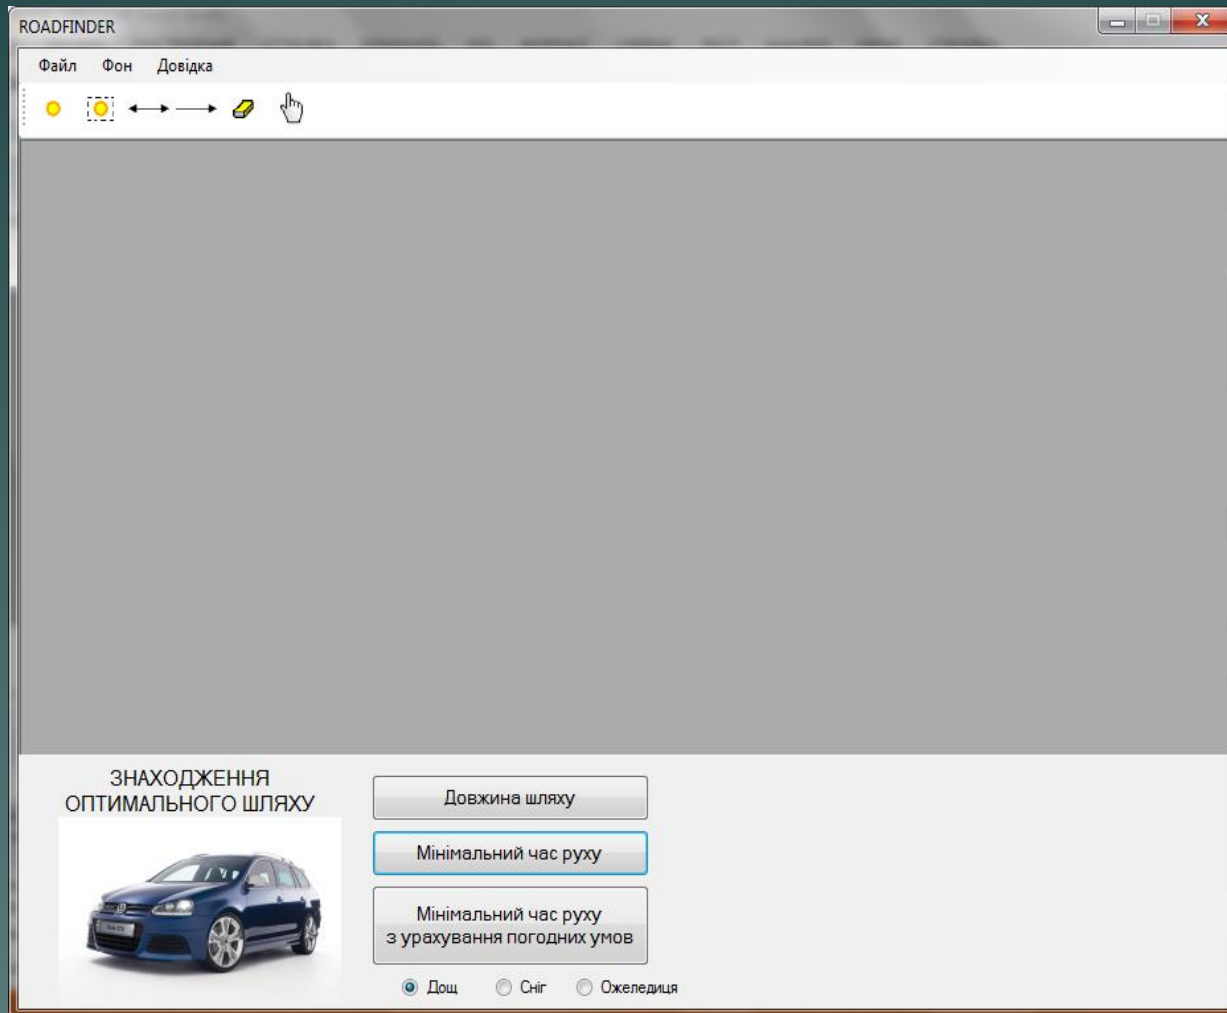 ROADFINDER
Файл Фон Довідка
ЗНАХОДЖЕННЯ
ОПТИМАЛЬНОГО ШЛЯХУ
Довжина шляху
Мінімальний час руху
Мінімальний час руху
з урахування погодних умов
Дощ Сніг Ожеледиця